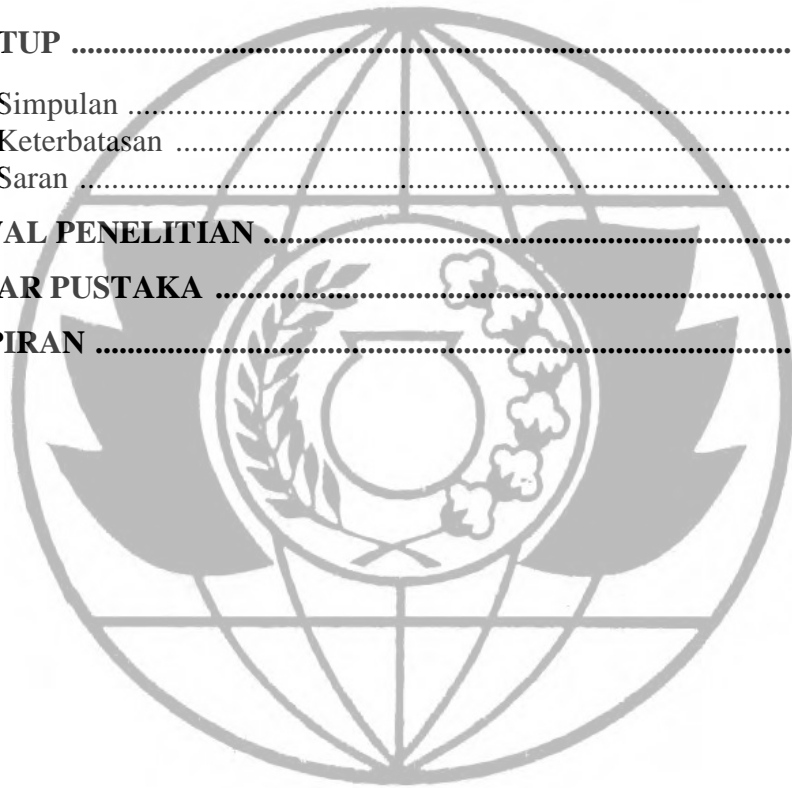 TUP ........................................................................
Simpulan ..................................................................
Keterbatasan .............................................................
Saran ........................................................................
VAL PENELITIAN .....................................................
AR PUSTAKA ..........................................................
PIRAN .....................................................................